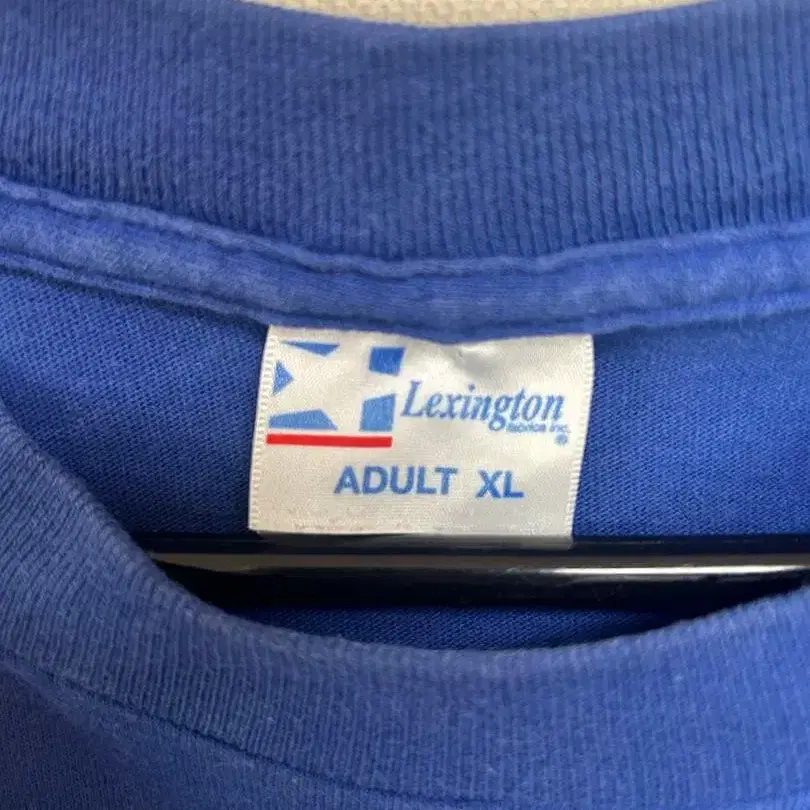 Lexington
fabrics inc.
®
ADULT XL